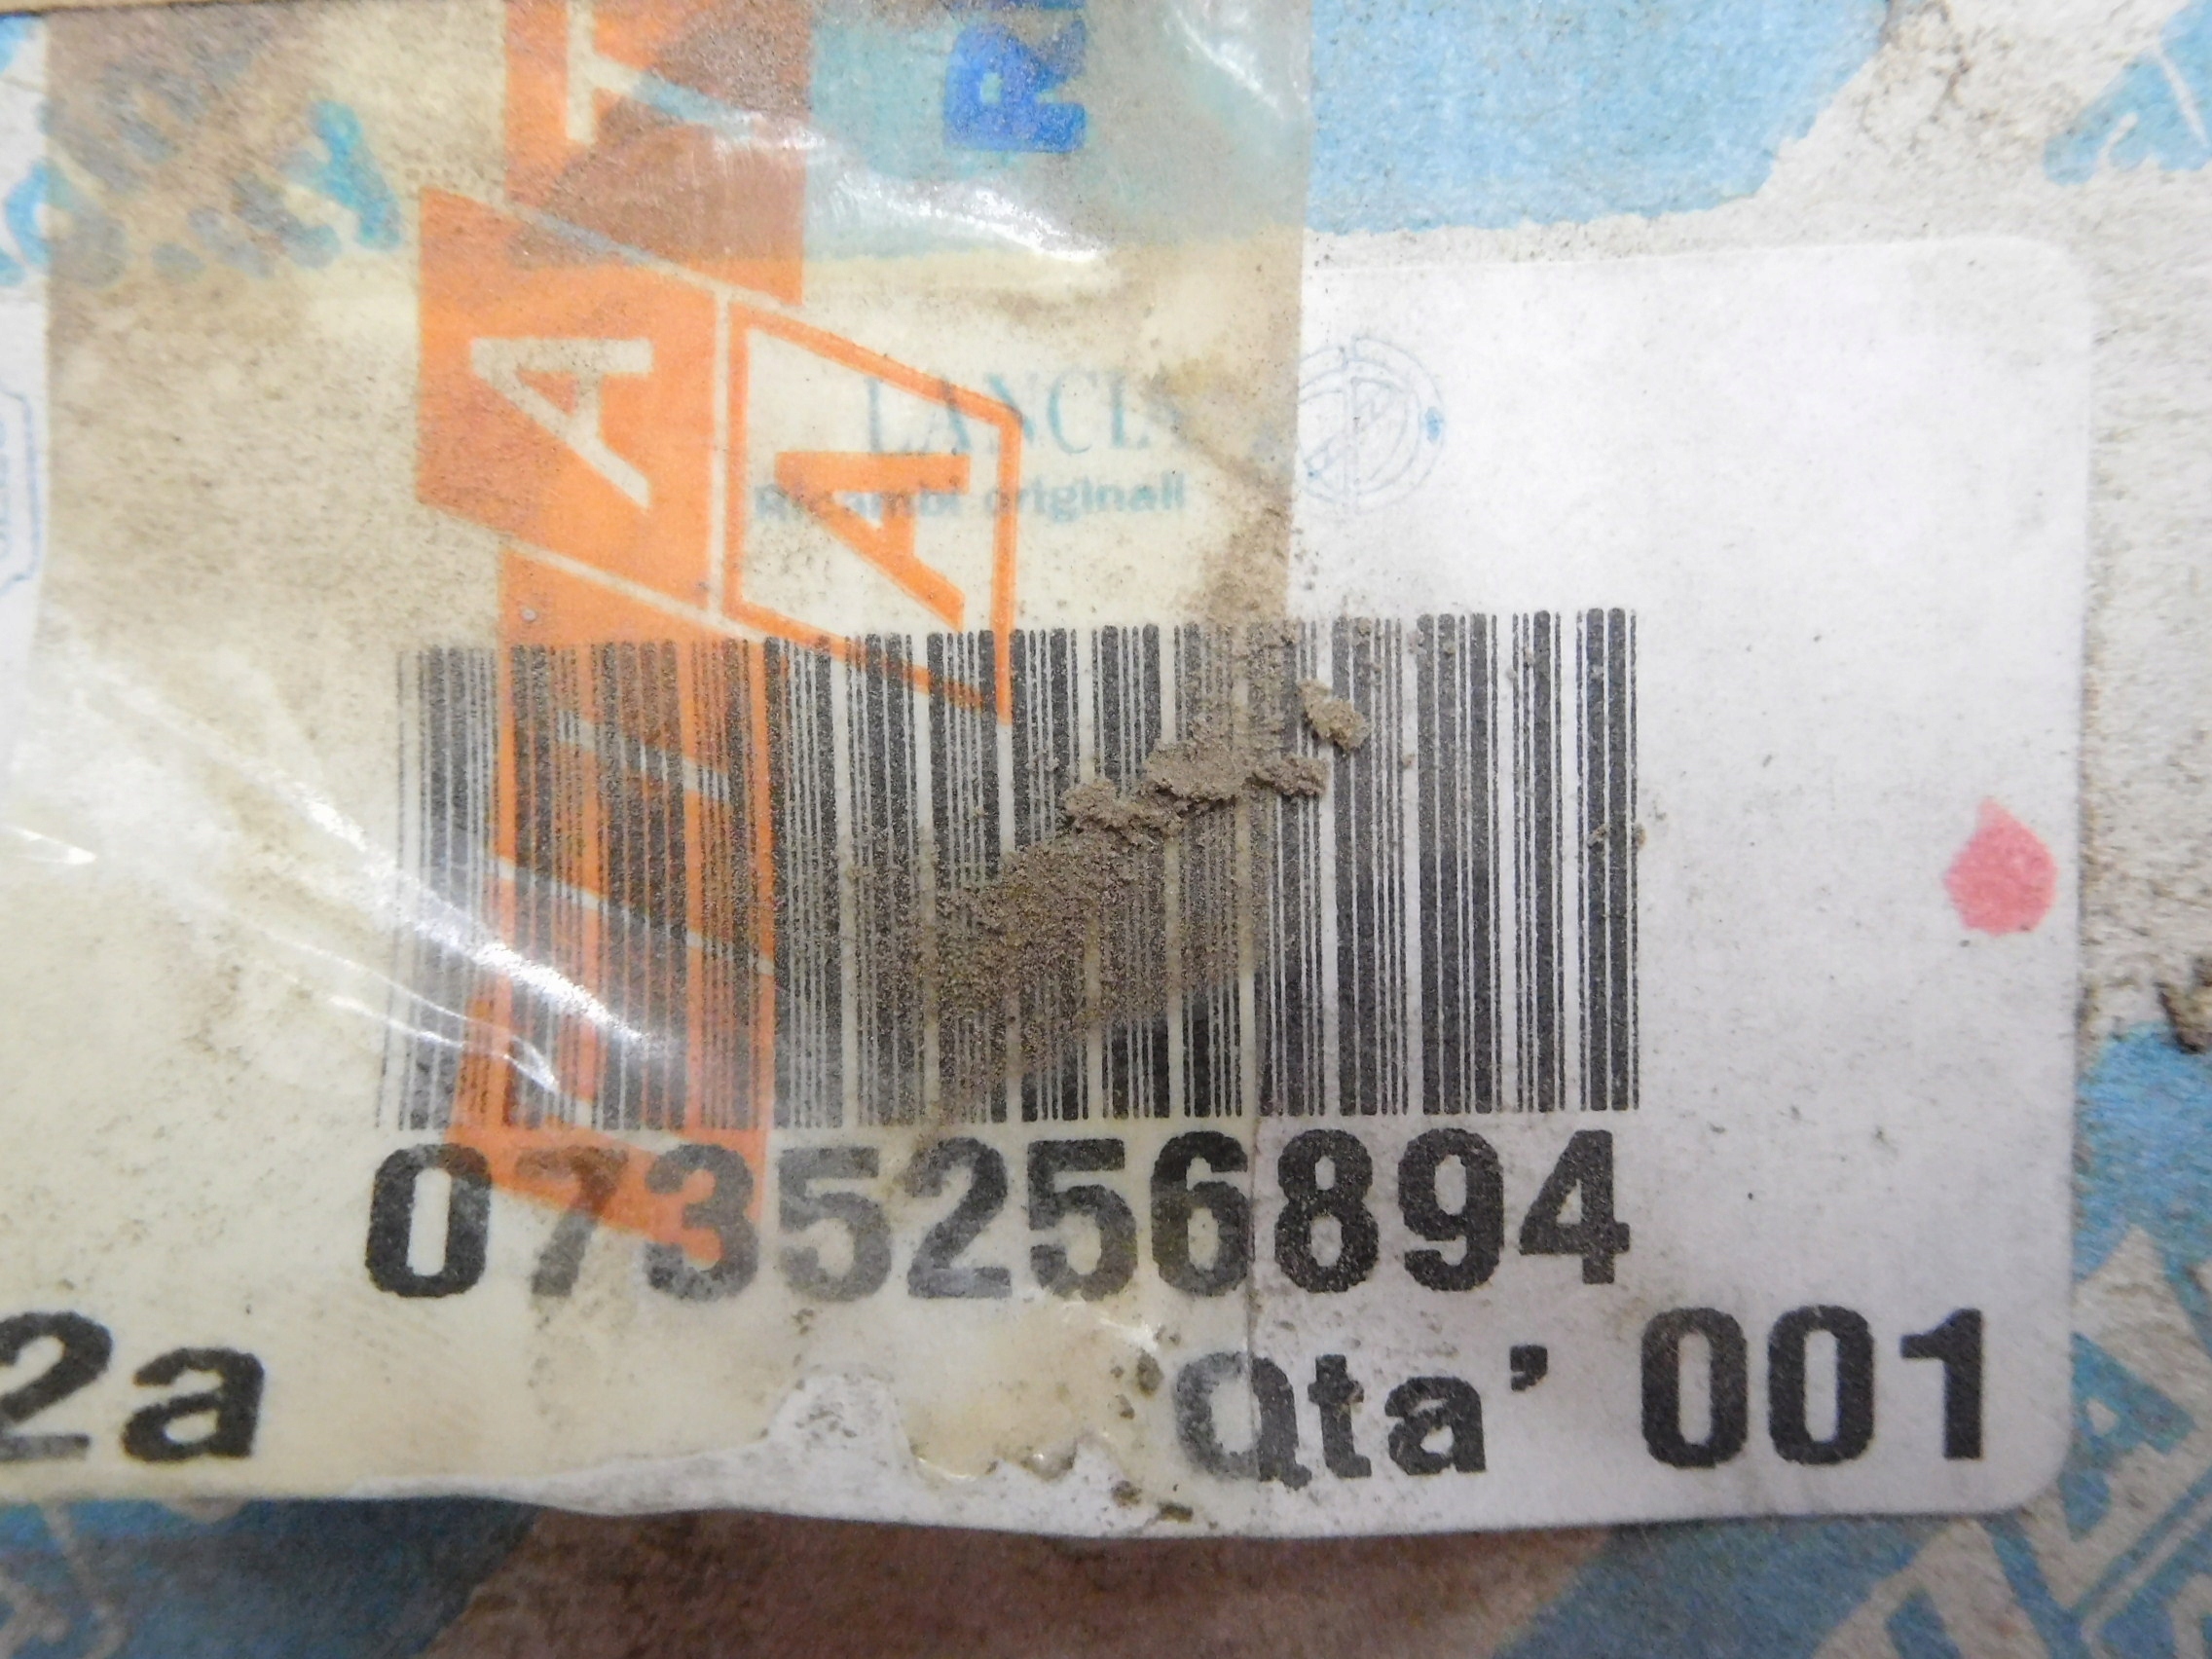 LANCIA
Ricambi originali
0735256894
2a
Qta' 001